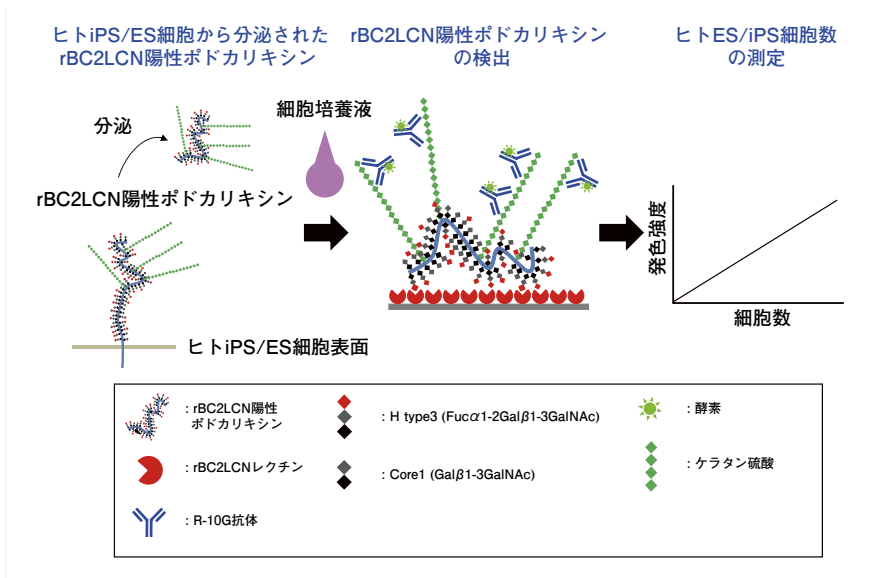 ヒトiPS/ES細胞から分泌された
rBC2LCN陽性ポドカリキシン
rBC2LCN陽性ポドカリキシン
の検出
ヒトES/iPS細胞数
の測定
分泌
細胞培養液
rBC2LCN陽性ポドカリキシン
ヒトiPS/ES細胞表面
発色強度
細胞数
: rBC2LCN陽性
ポドカリキシン
: rBC2LCNレクチン
: R-10G抗体
: H type3 (Fucα1-2Galβ1-3GalNAc)
: Core1 (Galβ1-3GalNAc)
: 酵素
: ケラタン硫酸